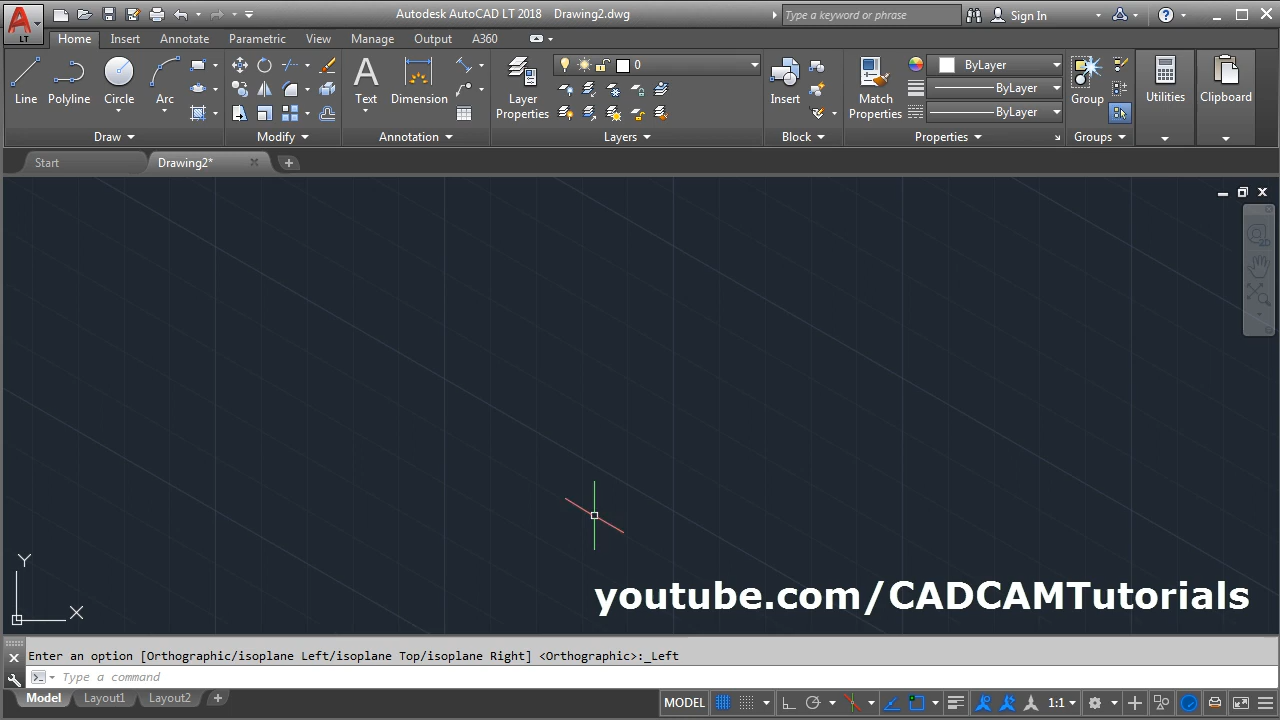 Autodesk AutoCAD LT 2018 Drawing2.dwg
Type a keyword or phrase
Sign In
LT
Home Insert Annotate Parametric View Manage Output A360
Line Polyline Circle Arc
Text Dimension
Layer Properties
0
Insert
Match Properties
ByLayer
ByLayer
ByLayer
Group
Utilities
Clipboard
Draw Modify Annotation Layers Block Properties Groups
Start Drawing2*
2D
Y
X
youtube.com/CADCAMTutorials
Enter an option [Orthographic/isoplane Left/isoplane Top/isoplane Right] <Orthographic>:_Left
Type a command
Model Layout1 Layout2 +
MODEL 1:1